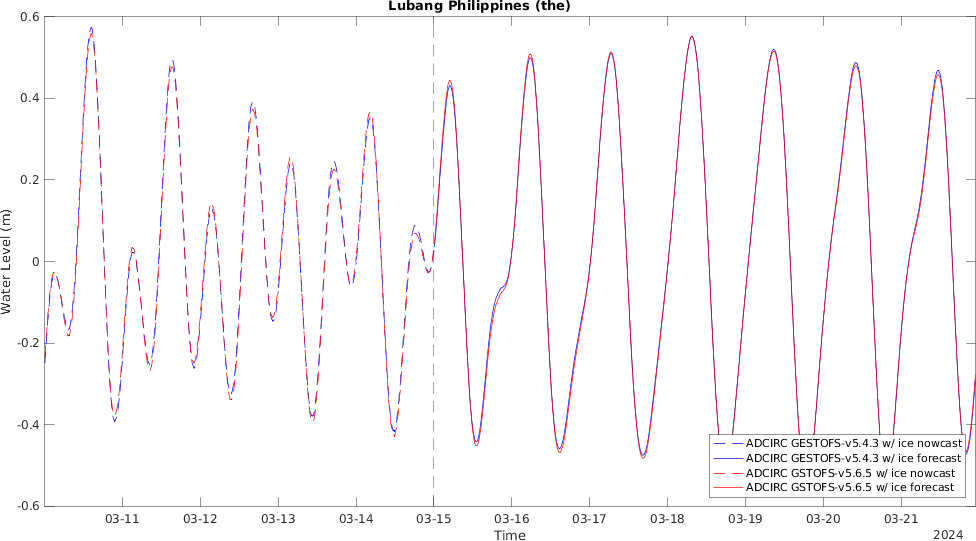 Lubang Philippines (the)
Water Level (m)
0.6
0.4
0.2
0
-0.2
-0.4
-0.6
ADCIRC GESTOFS-v5.4.3 w/ ice nowcast
ADCIRC GESTOFS-v5.4.3 w/ ice forecast
ADCIRC GSTOFS-v5.6.5 w/ ice nowcast
ADCIRC GSTOFS-v5.6.5 w/ ice forecast
03-11 03-12 03-13 03-14 03-15 03-16 03-17 03-18 03-19 03-20 03-21
Time
2024